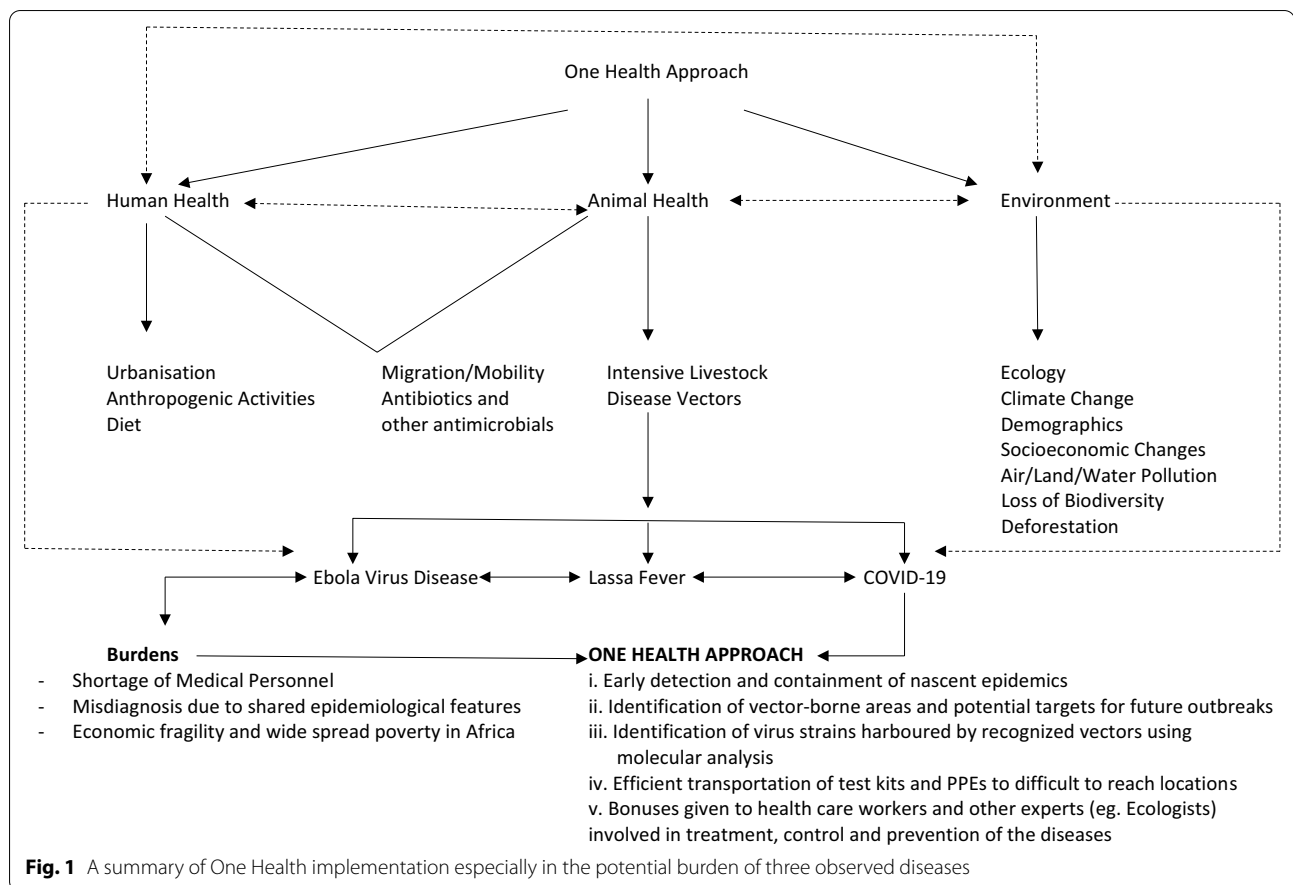 One Health Approach
Human Health
Animal Health
Environment
Urbanisation
Anthropogenic Activities
Diet
Migration/Mobility
Antibiotics and
other antimicrobials
Intensive Livestock
Disease Vectors
Ecology
Climate Change
Demographics
Socioeconomic Changes
Air/Land/Water Pollution
Loss of Biodiversity
Deforestation
Ebola Virus Disease
Lassa Fever
COVID-19
Burdens
- Shortage of Medical Personnel
- Misdiagnosis due to shared epidemiological features
- Economic fragility and wide spread poverty in Africa
ONE HEALTH APPROACH
i. Early detection and containment of nascent epidemics
ii. Identification of vector-borne areas and potential targets for future outbreaks
iii. Identification of virus strains harboured by recognized vectors using
molecular analysis
iv. Efficient transportation of test kits and PPEs to difficult to reach locations
v. Bonuses given to health care workers and other experts (eg. Ecologists)
involved in treatment, control and prevention of the diseases
Fig. 1 A summary of One Health implementation especially in the potential burden of three observed diseases